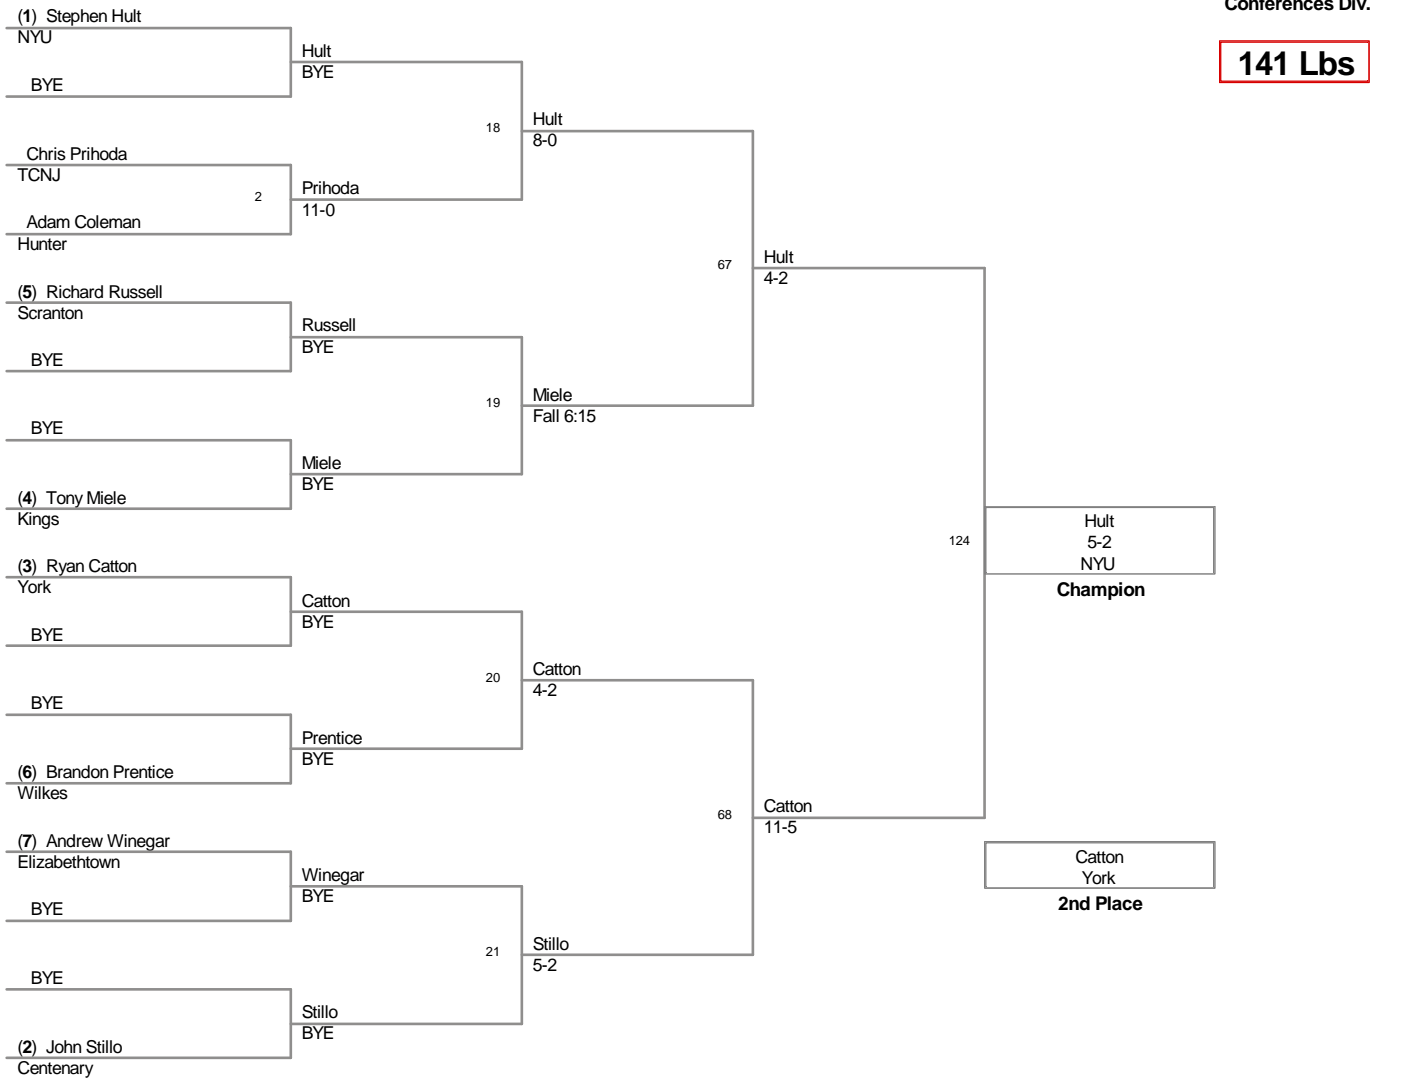 Conferences Div.
141 Lbs
(1) Stephen Hult
NYU
BYE
Chris Prihoda
TCNJ
2
Adam Coleman
Hunter
(5) Richard Russell
Scranton
BYE
BYE
(4) Tony Miele
Kings
(3) Ryan Catton
York
BYE
BYE
(6) Brandon Prentice
Wilkes
(7) Andrew Winegar
Elizabethtown
BYE
BYE
(2) John Stillo
Centenary
Hult
BYE
18
Prihoda
11-0
Russell
BYE
19
Miele
BYE
Catton
BYE
20
Prentice
BYE
Winegar
BYE
21
Stillo
BYE
Hult
8-0
67
Miele
Fall 6:15
Catton
4-2
68
Stillo
5-2
Hult
4-2
124
Catton
11-5
Hult
5-2
NYU
Champion
Catton
York
2nd Place